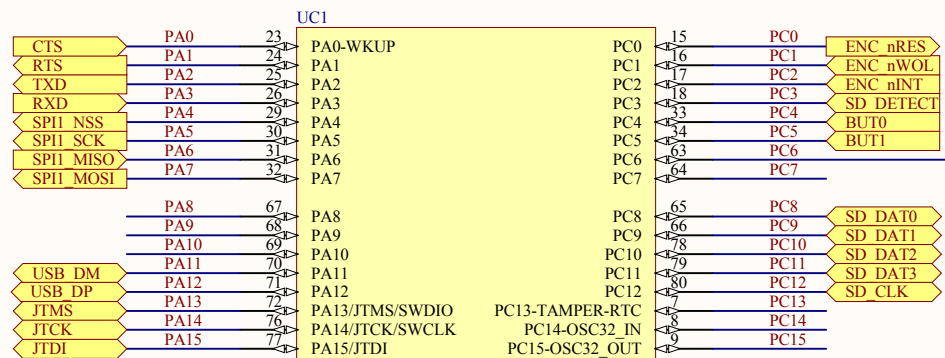 UC1
CTS PA0 23 PA0-WKUP PC0 15 PC0 ENC_nRES
RTS PA1 24 PA1 PC1 16 PC1 ENC_nWOL
TXD PA2 25 PA2 PC2 17 PC2 ENC_nINT
RXD PA3 26 PA3 PC3 18 PC3 SD_DETECT
SPI1_NSS PA4 29 PA4 PC4 33 PC4 BUT0
SPI1_SCK PA5 30 PA5 PC5 34 PC5 BUT1
SPI1_MISO PA6 31 PA6 PC6 63 PC6
SPI1_MOSI PA7 32 PA7 PC7 64 PC7
PA8 67 PA8 PC8 65 PC8 SD_DAT0
PA9 68 PA9 PC9 66 PC9 SD_DAT1
PA10 69 PA10 PC10 78 PC10 SD_DAT2
USB_DM PA11 70 PA11 PC11 79 PC11 SD_DAT3
USB_DP PA12 71 PA12 PC12 80 PC12 SD_CLK
JTMS PA13 72 PA13/JTMS/SWDIO PC13-TAMPER-RTC 7 PC13
JTCK PA14 76 PA14/JTCK/SWCLK PC14-OSC32_IN 8 PC14
JTDI PA15 77 PA15/JTDI PC15-OSC32_OUT 9 PC15